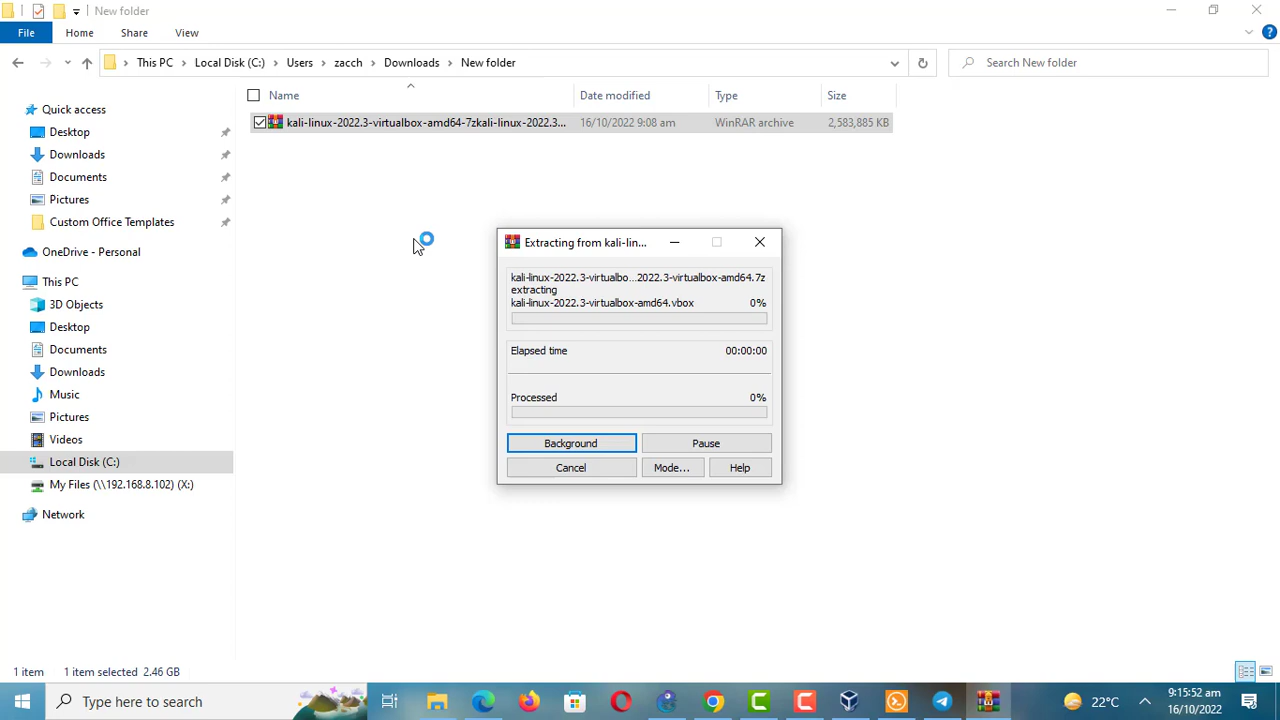 New folder
File
Home
Share
View
This PC
Local Disk (C:)
Users
zacch
Downloads
New folder
Search New folder
Name
Date modified
Type
Size
kali-linux-2022.3-virtualbox-amd64-7zkali-linux-2022.3...
16/10/2022 9:08 am
WinRAR archive
2,583,885 KB
Quick access
Desktop
Downloads
Documents
Pictures
Custom Office Templates
OneDrive - Personal
This PC
3D Objects
Desktop
Documents
Downloads
Music
Pictures
Videos
Local Disk (C:)
My Files (\\192.168.8.102) (X:)
Network
Extracting from kali-lin...
kali-linux-2022.3-virtualbo...2022.3-virtualbox-amd64.7z
extracting
kali-linux-2022.3-virtualbox-amd64.vbox
0%
Elapsed time
00:00:00
Processed
0%
Background
Pause
Cancel
Mode...
Help
1 item
1 item selected 2.46 GB
Type here to search
22°C
9:15:52 am
16/10/2022